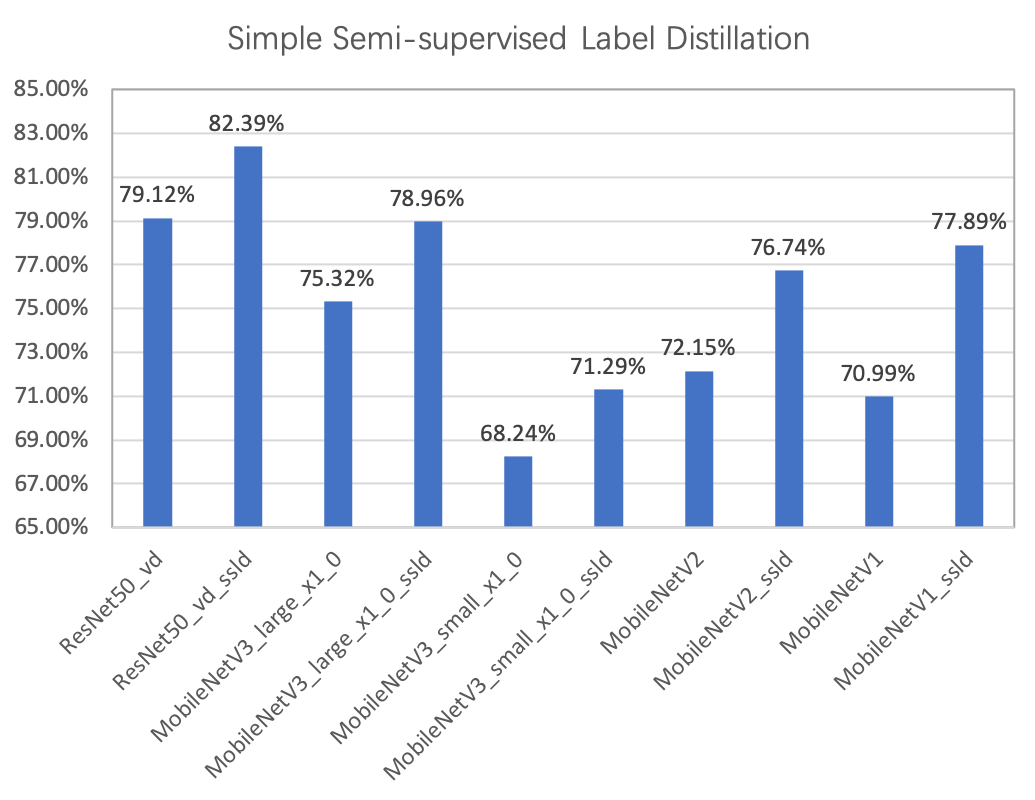 Simple Semi-supervised Label Distillation
85.00%
83.00%
81.00%
79.00%
77.00%
75.00%
73.00%
71.00%
69.00%
67.00%
65.00%
79.12%
82.39%
75.32%
78.96%
68.24%
71.29%
72.15%
76.74%
70.99%
77.89%
ResNet50_vd
ResNet50_vd_ssld
MobileNetV3_large_x1_0
MobileNetV3_large_x1_0_ssld
MobileNetV3_small_x1_0
MobileNetV3_small_x1_0_ssld
MobileNetV2
MobileNetV2_ssld
MobileNetV1
MobileNetV1_ssld